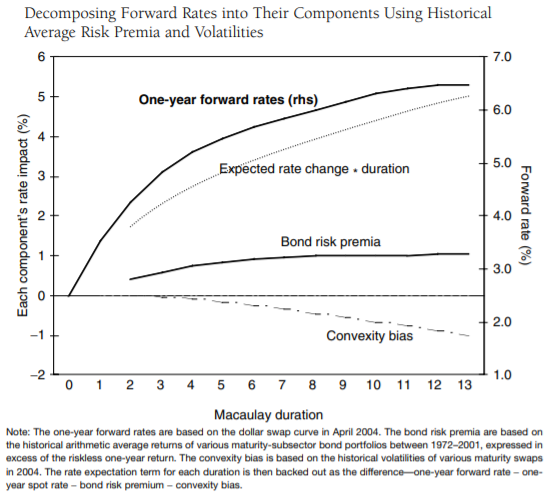 Decomposing Forward Rates into Their Components Using Historical
Average Risk Premia and Volatilities
6
5
4
3
2
1
0
−1
−2
Each component's rate impact (%)
7.0
6.0
5.0
4.0
3.0
2.0
1.0
Forward rate (%)
One-year forward rates (rhs)
Expected rate change * duration
Bond risk premia
Convexity bias
0 1 2 3 4 5 6 7 8 9 10 11 12 13
Macaulay duration
Note: The one-year forward rates are based on the dollar swap curve in April 2004. The bond risk premia are based on
the historical arithmetic average returns of various maturity-subsector bond portfolios between 1972–2001, expressed in
excess of the riskless one-year return. The convexity bias is based on the historical volatilities of various maturity swaps
in 2004. The rate expectation term for each duration is then backed out as the difference—one-year forward rate − one-
year spot rate − bond risk premium − convexity bias.